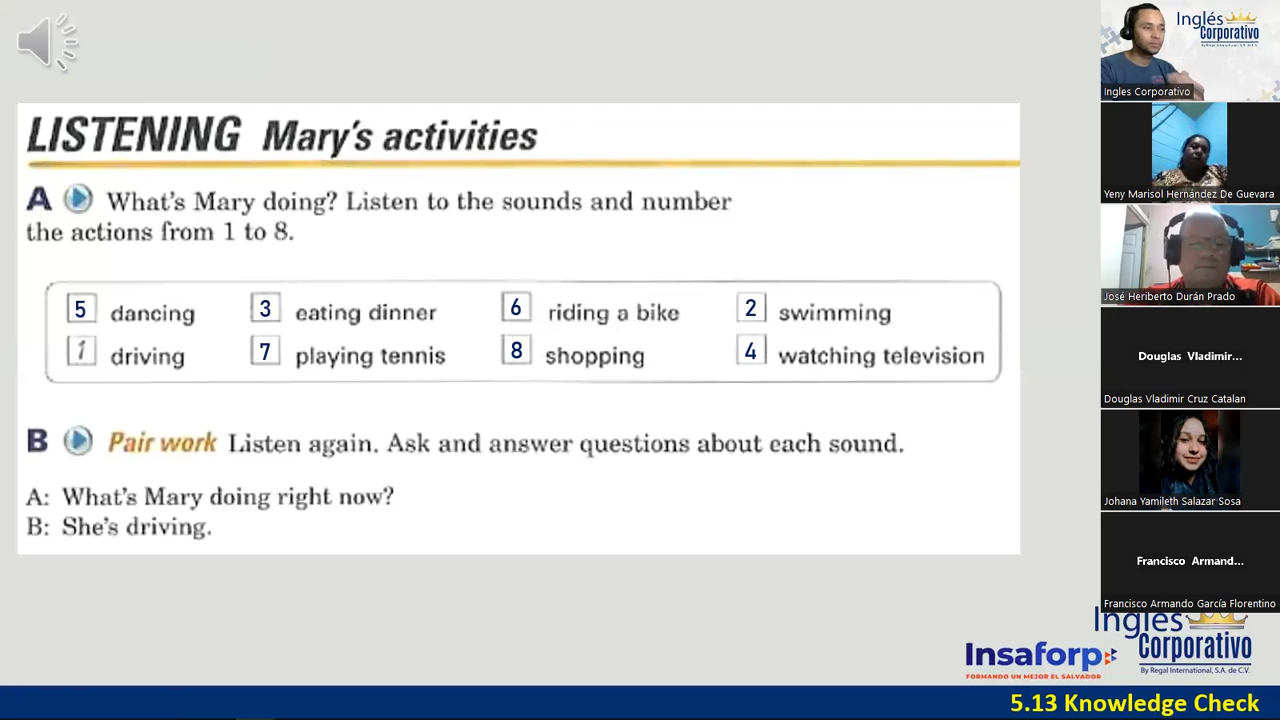 LISTENING Mary's activities
A What's Mary doing? Listen to the sounds and number
the actions from 1 to 8.
5 dancing 3 eating dinner 6 riding a bike 2 swimming
1 driving 7 playing tennis 8 shopping 4 watching television
B Pair work Listen again. Ask and answer questions about each sound.
A: What's Mary doing right now?
B: She's driving.
Inglés
Corporativo
By Regal International, S.A. de C.V.
Ingles Corporativo
Yeny Marisol Hernández De Guevara
José Heriberto Durán Prado
Douglas Vladimir...
Douglas Vladimir Cruz Catalan
Johana Yamileth Salazar Sosa
Francisco Armand...
Francisco Armando García Florentino
Inglés
Corporativo
By Regal International, S.A. de C.V.
Insaforp
FORMANDO UN MEJOR EL SALVADOR
5.13 Knowledge Check